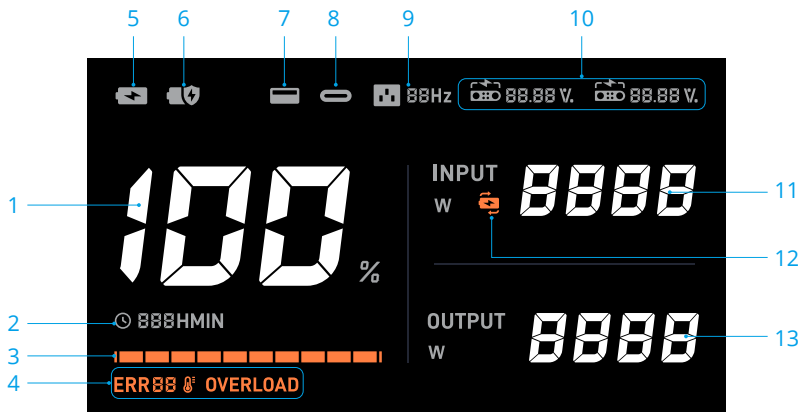 5 6 7 8 9 10
88Hz 88.88 V. % 88.88 V. %
1 100 %
INPUT
W 8888 11
12
2 888HMIN
3
OUTPUT
W 8888 13
4 ERR88 OVERLOAD